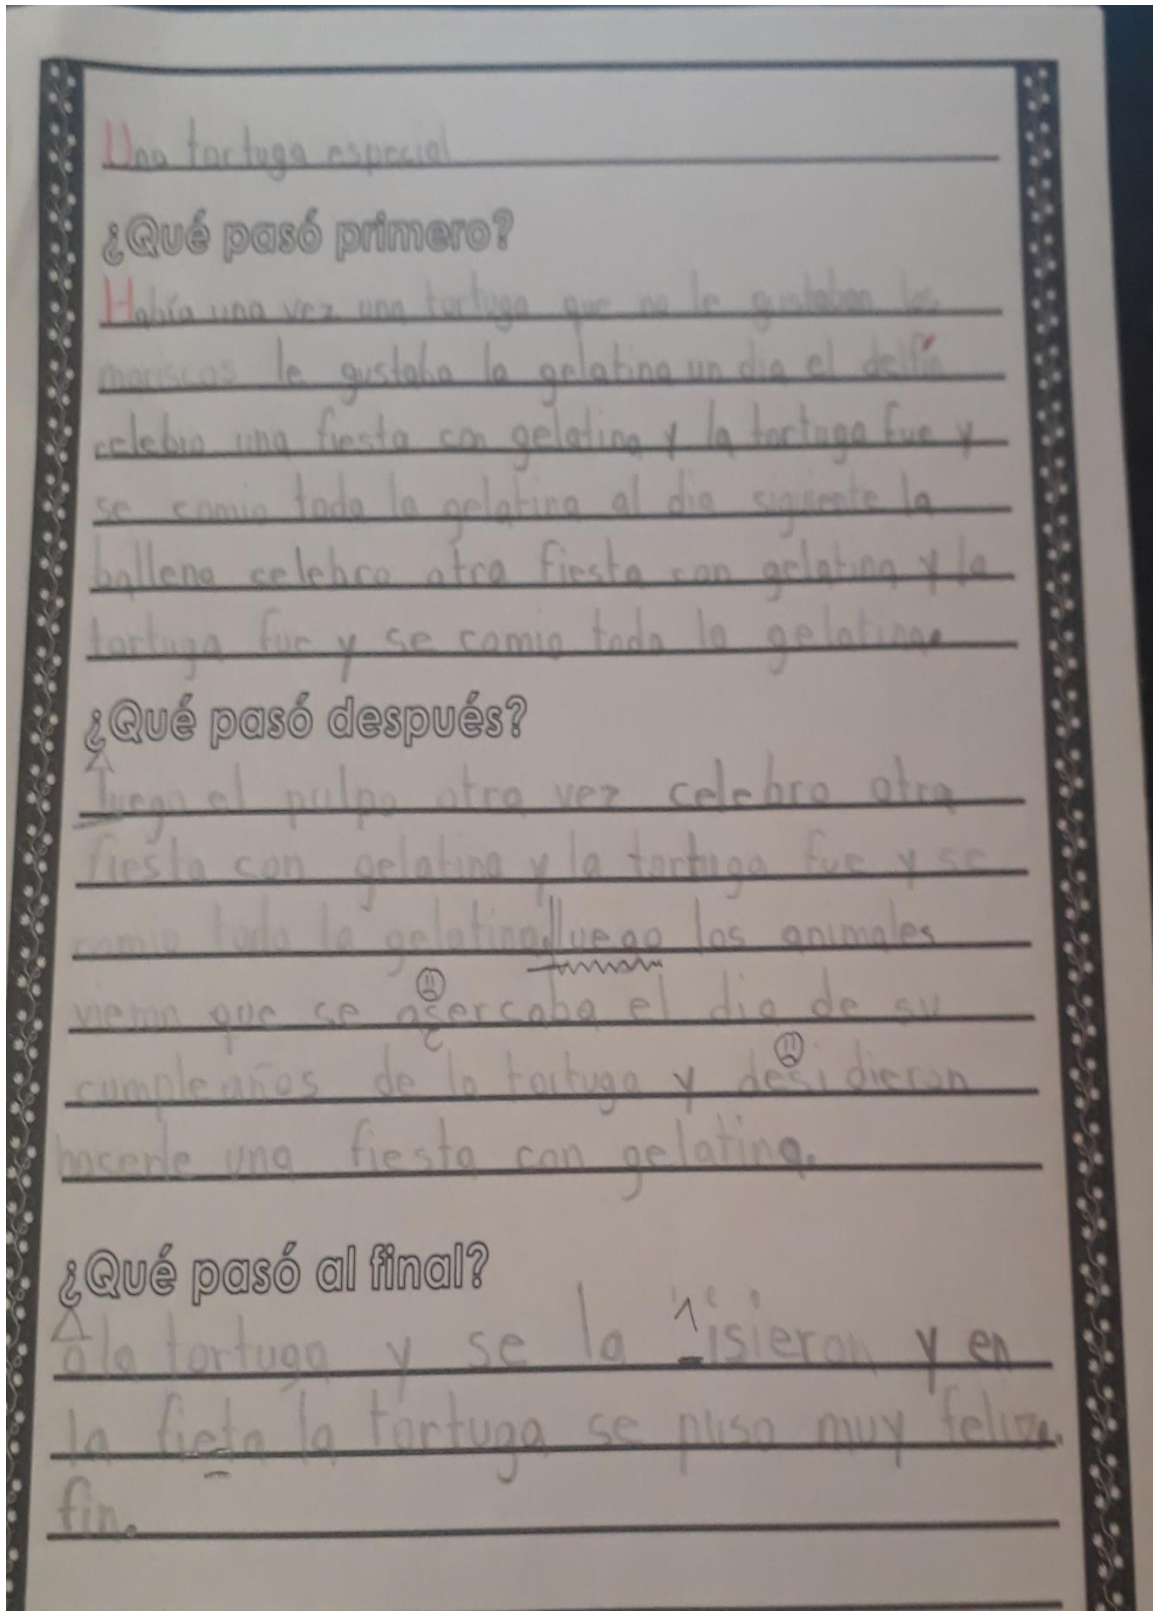 Una tortuga especial
¿Qué pasó primero?
Había una vez una tortuga que no le gustaban los
mariscos le gustaba la gelatina un dia el delfín
celebro una fiesta con gelatina y la tortuga fue y
se comio toda la gelatina al dia siguiente la
ballena celebro otra fiesta con gelatina y la
tortuga fue y se comio toda la gelatina.
¿Qué pasó después?
luego el pulpo otra vez celebro otra
fiesta con gelatina y la tortuga fue y se
comio toda la gelatina luego los animales
vieron que se asercaba el dia de su
cumpleaños de la tortuga y desidieron
hacerle una fiesta con gelatina.
¿Qué pasó al final?
a la tortuga y se la isieron y en
la fieta la tortuga se puso muy feliz.
fin.